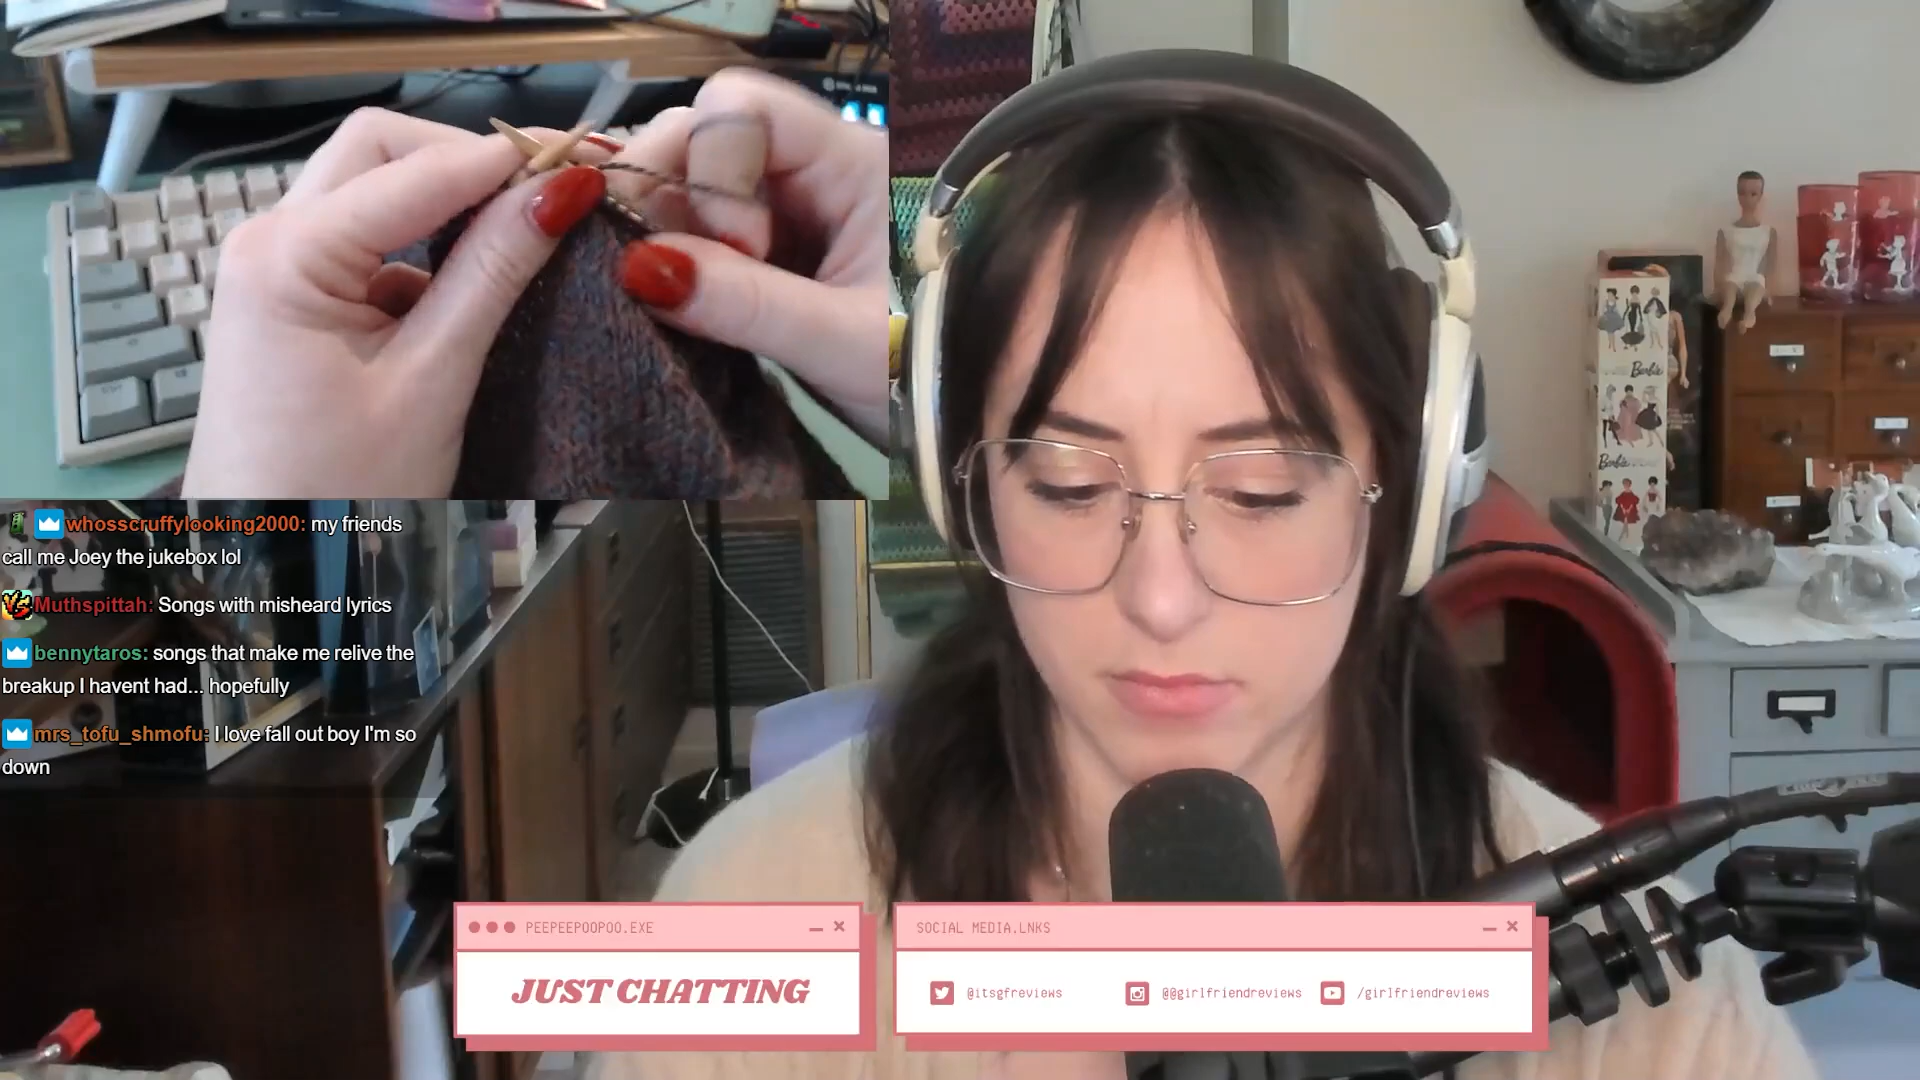 whosscruffylooking2000: my friends
call me Joey the jukebox lol
Muthspittah: Songs with misheard lyrics
bennytaros: songs that make me relive the
breakup I havent had... hopefully
mrs_tofu_shmofu: I love fall out boy I'm so
down
Barbie
Barbie
PEEPEEPOOPOO.EXE
JUST CHATTING
SOCIAL MEDIA.LNKS
@itsgfreviews
@@girlfriendreviews
/girlfriendreviews